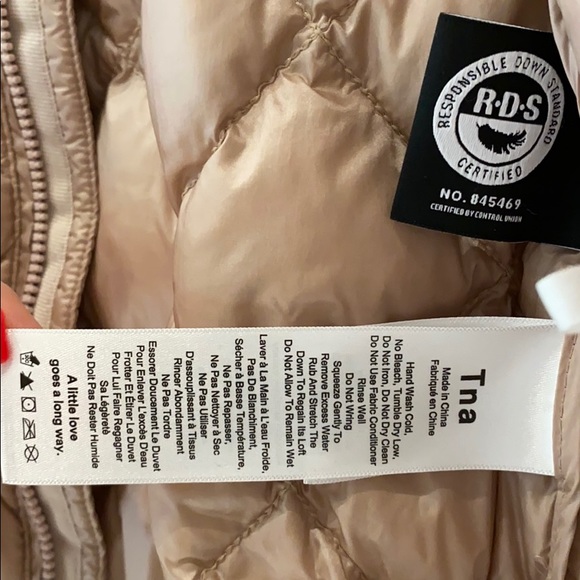 RESPONSIBLE DOWN STANDARD
R·D·S
CERTIFIED
NO. 845469
CERTIFIED BY CONTROL UNION
Tna
Made in China
Fabriqué en Chine
Hand Wash Cold,
No Bleach, Tumble Dry Low,
Do Not Iron, Do Not Dry Clean
Do Not Use Fabric Conditioner
Rinse Well
Do Not Wring
Squeeze Gently To
Remove Excess Water
Rub And Stretch The
Down To Regain Its Loft
Do Not Allow To Remain Wet
Laver à La Main à L'eau Froide,
Pas De Blanchir,
Sécher à Basse Température,
Ne Pas Repasser,
Ne Pas Nettoyer à Sec
Ne Pas Utiliser
D'assouplissant à Tissus
Rincer Abondamment
Ne Pas Tordre
Essorer Doucement Le Duvet
Pour Enlever L'excès D'eau
Frotter Et Étirer Le Duvet
Pour Lui Faire Regagner
Sa Légèreté
Ne Doit Pas Rester Humide
A little love
goes a long way.